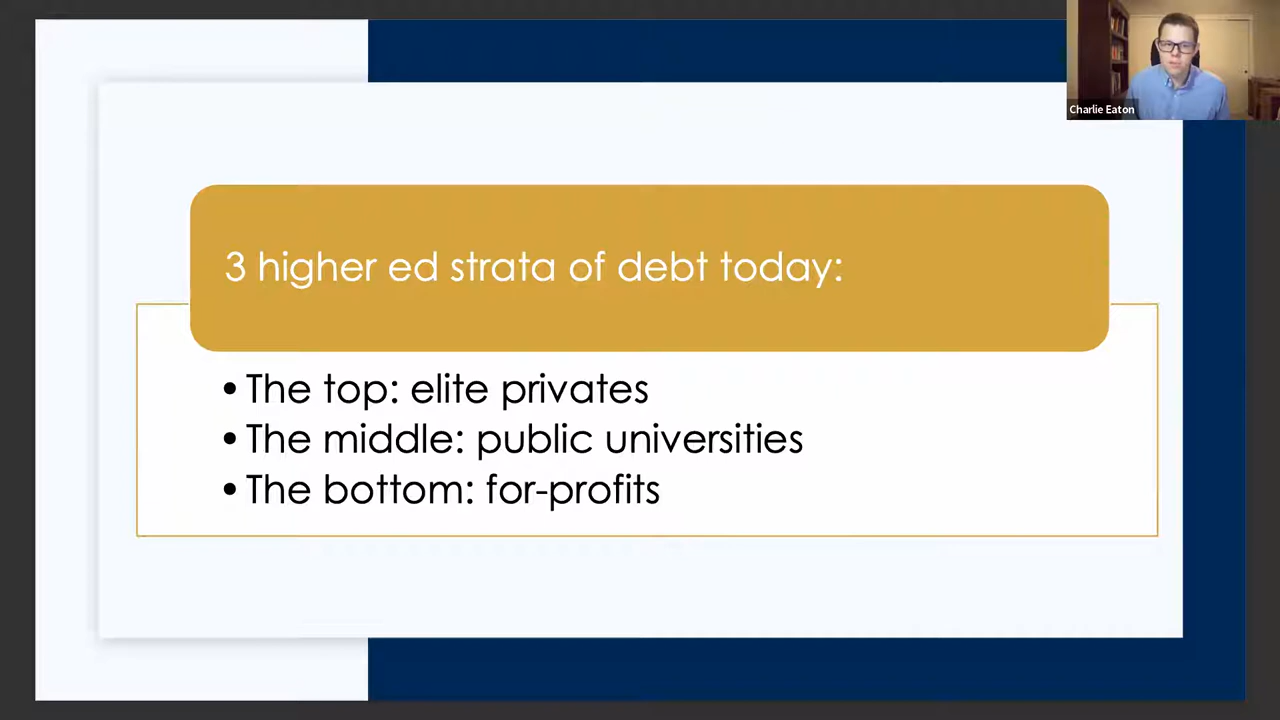 Charlie Eaton
3 higher ed strata of debt today:
•The top: elite privates
•The middle: public universities
•The bottom: for-profits